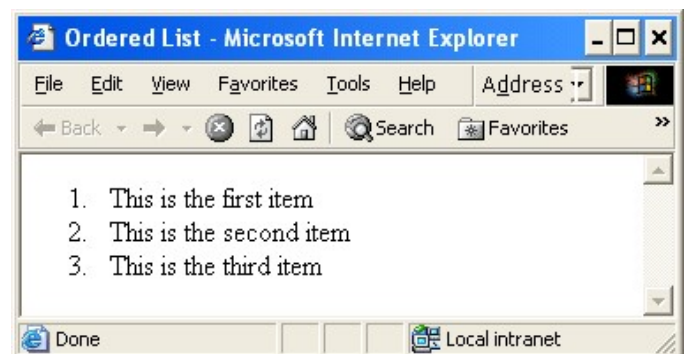 Ordered List - Microsoft Internet Explorer
File Edit View Favorites Tools Help Address
Back Search Favorites »
1. This is the first item
2. This is the second item
3. This is the third item
Done Local intranet